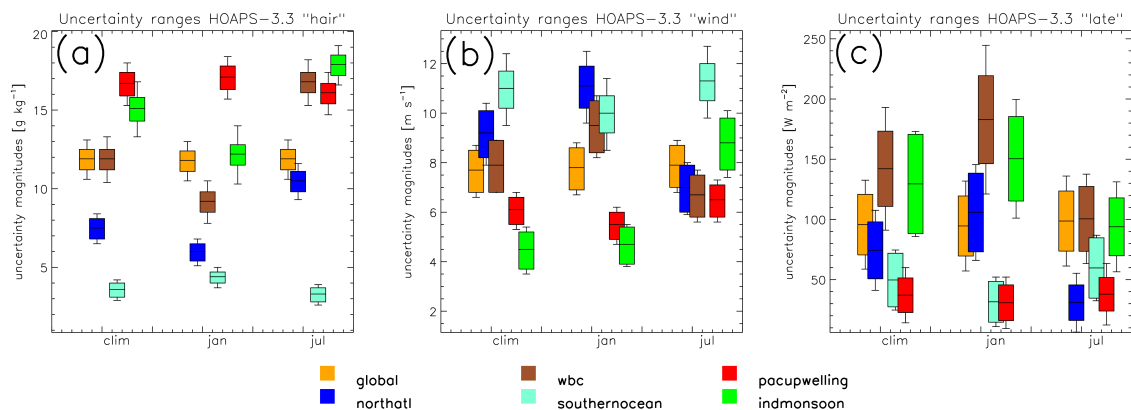 Uncertainty ranges HOAPS-3.3 "hair"
(a)
uncertainty magnitudes [g kg⁻¹]
20
15
10
5
clim jan jul
Uncertainty ranges HOAPS-3.3 "wind"
(b)
uncertainty magnitudes [m s⁻¹]
12
10
8
6
4
2
clim jan jul
Uncertainty ranges HOAPS-3.3 "late"
(c)
uncertainty magnitudes [W m⁻²]
250
200
150
100
50
clim jan jul
global wbc pacupwelling
northatl southernocean indmonsoon